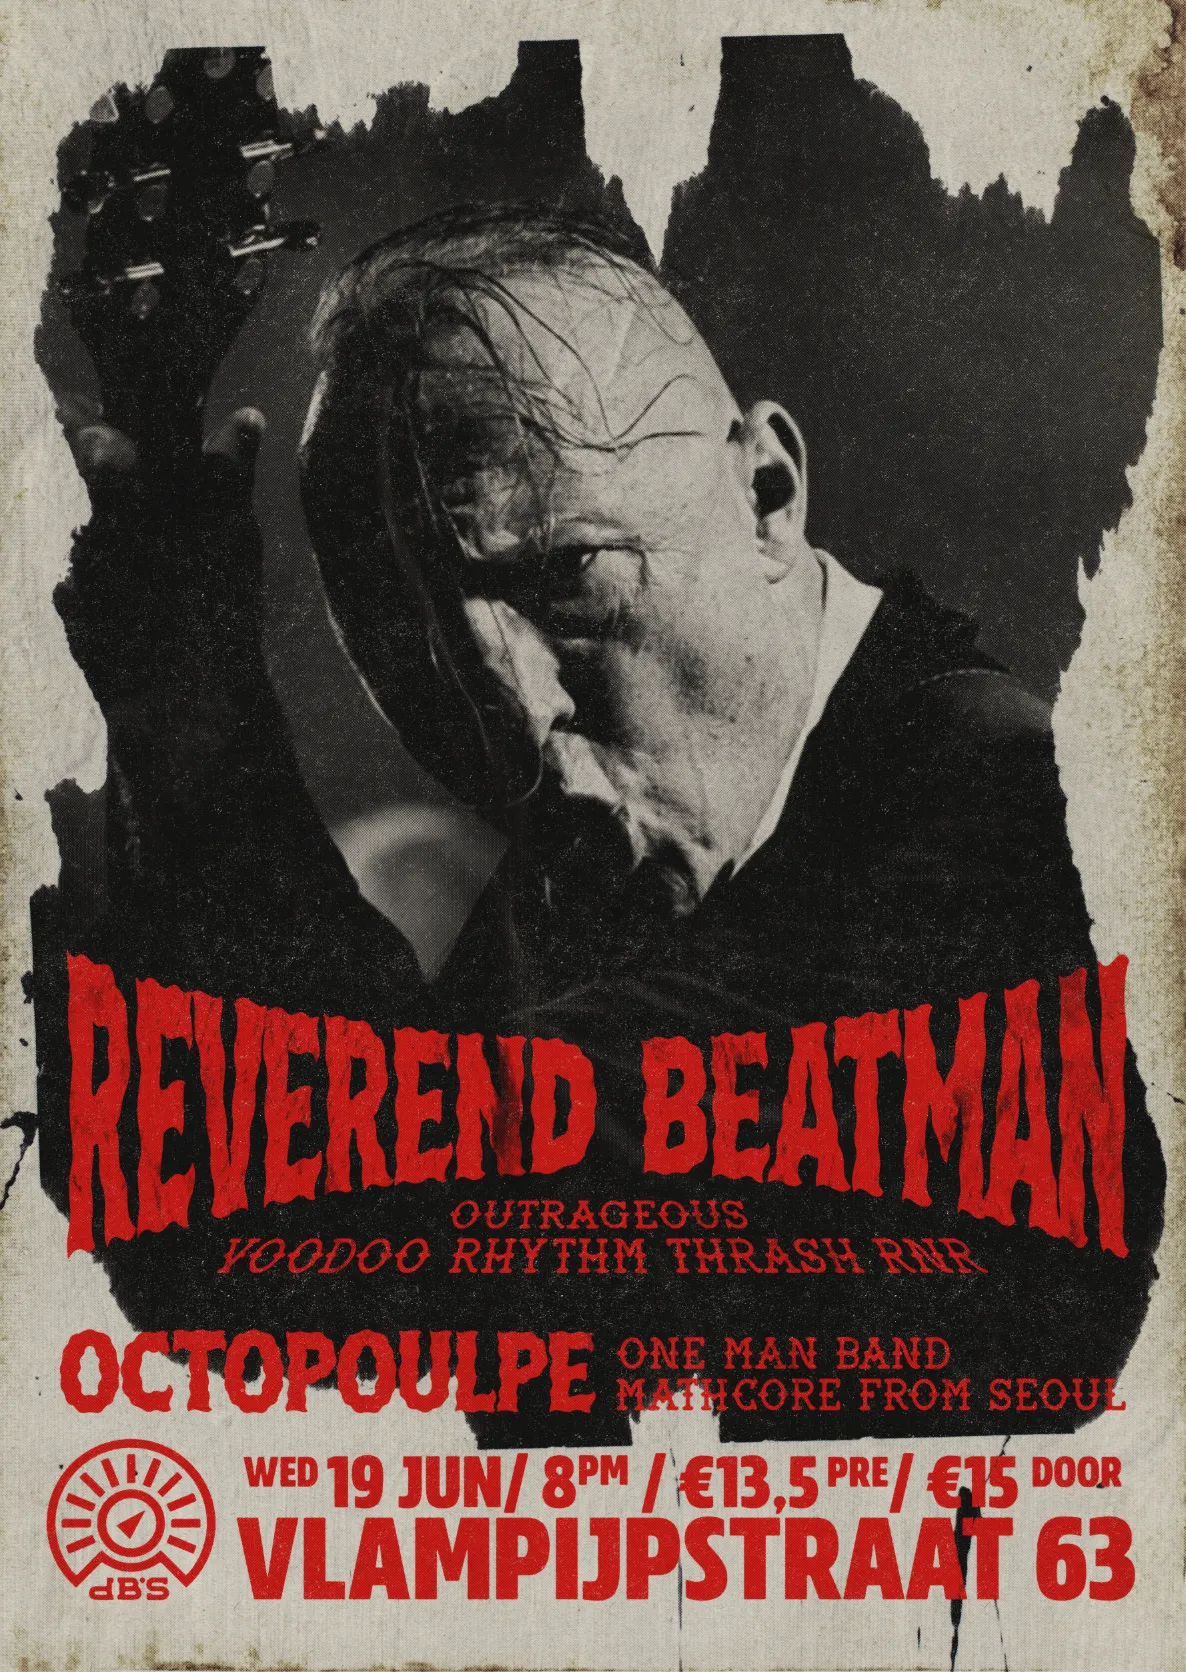 REVEREND BEATMAN
OUTRAGEOUS
VOODOO RHYTHM THRASH RNR
OCTOPOULPE
ONE MAN BAND
MATHCORE FROM SEOUL
WED 19 JUN/ 8PM / €13,5 PRE/ €15 DOOR
VLAMPIJPSTRAAT 63
dB'S